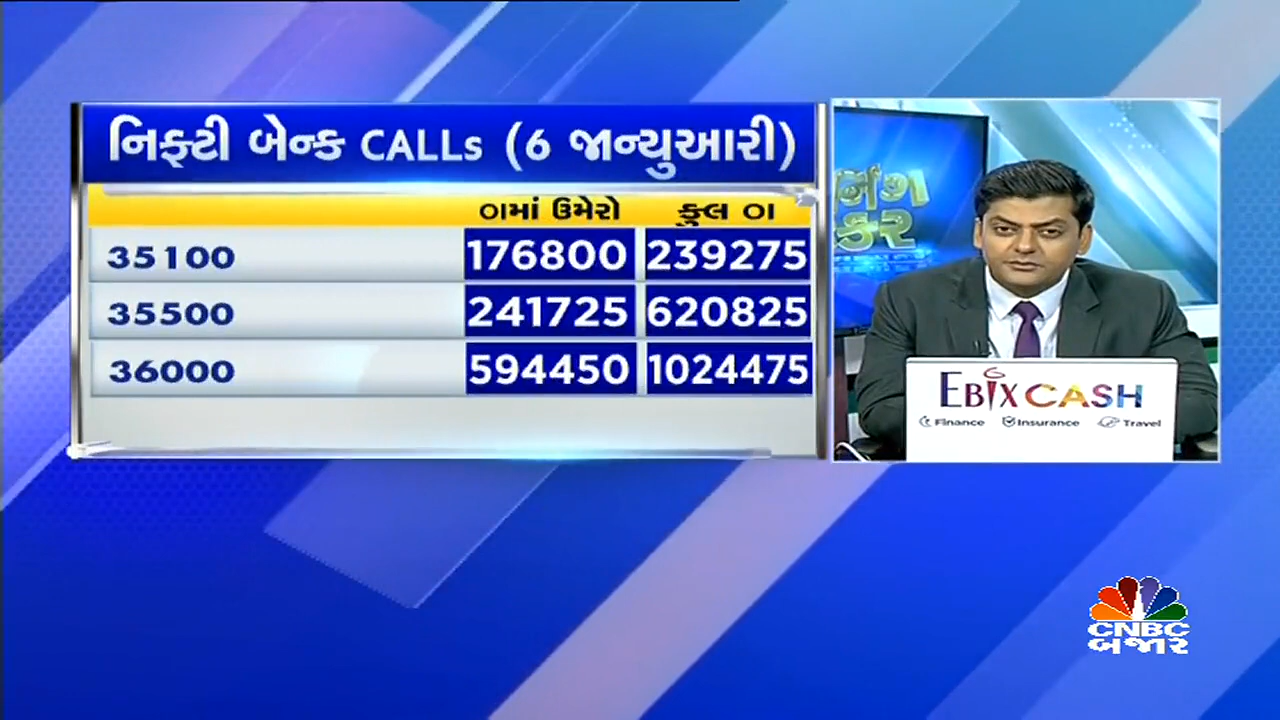 નિફ્ટી બેન્ક CALLs (6 જાન્યુઆરી)
OIમાં ઉમેરો કુલ OI
35100 176800 239275
35500 241725 620825
36000 594450 1024475
EBIXCASH
Finance Insurance Travel
CNBC
બજાર